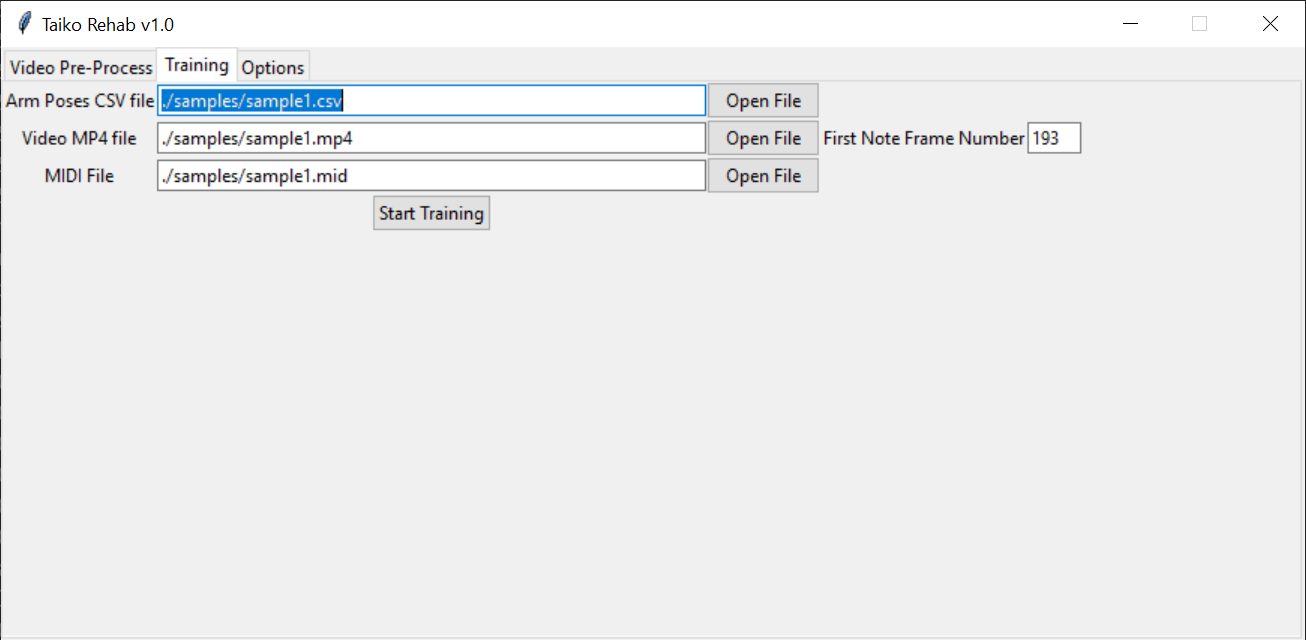 Taiko Rehab v1.0
Video Pre-Process Training Options
Arm Poses CSV file ./samples/sample1.csv Open File
Video MP4 file ./samples/sample1.mp4 Open File First Note Frame Number 193
MIDI File ./samples/sample1.mid Open File
Start Training